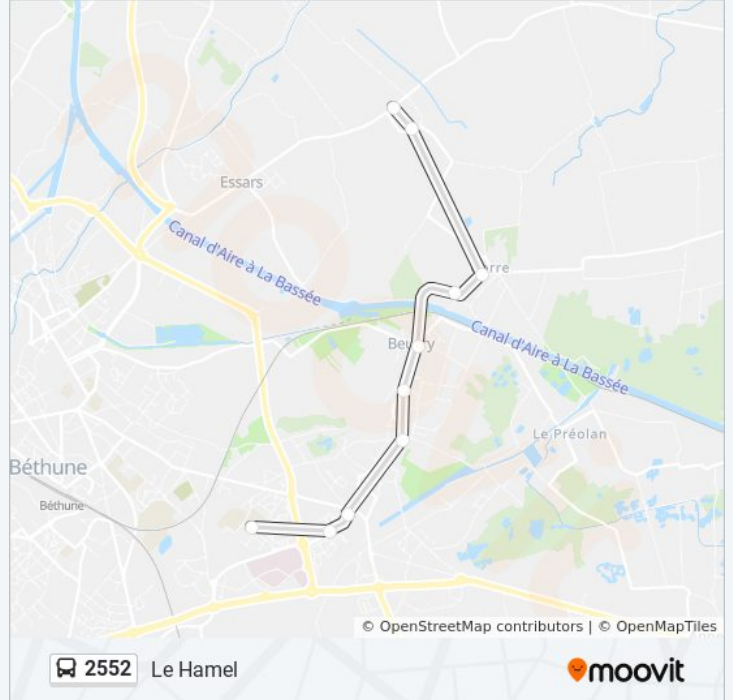 Essars
Canal d'Aire à La Bassée
rre
Canal d'Aire à La Bassée
Le Préolan
Béthune
Béthune
© OpenStreetMap contributors | © OpenMapTiles
2552 Le Hamel
moovit